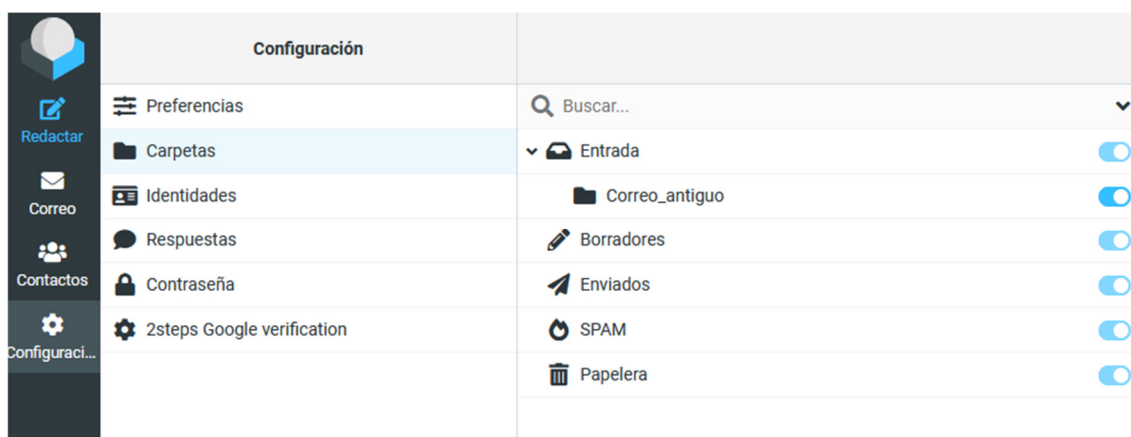 Configuración
Redactar
Correo
Contactos
Configuraci...
Preferencias
Carpetas
Identidades
Respuestas
Contraseña
2steps Google verification
Buscar...
Entrada
Correo_antiguo
Borradores
Enviados
SPAM
Papelera